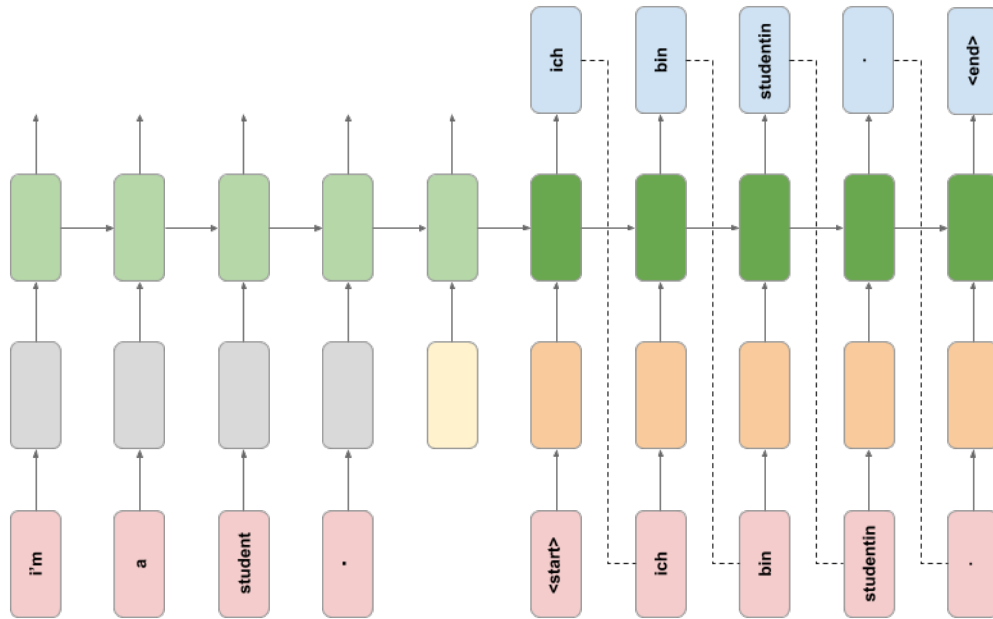 ich
bin
studentin
.
<end>
i'm
a
student
.
<start>
ich
bin
studentin
.